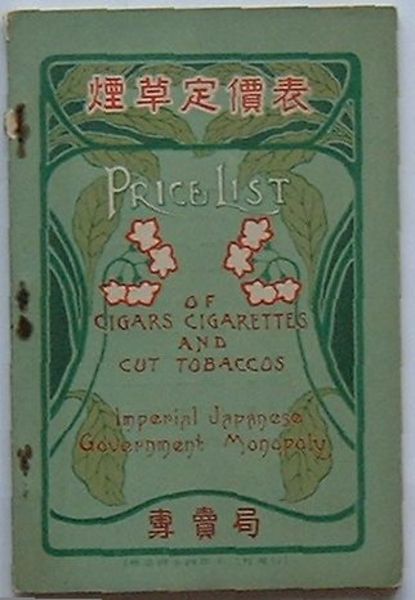 煙草定價表
PRICE LIST
OF
CIGARS CIGARETTES
AND
CUT TOBACCOS
Imperial Japanese
Government Monopoly
專賣局